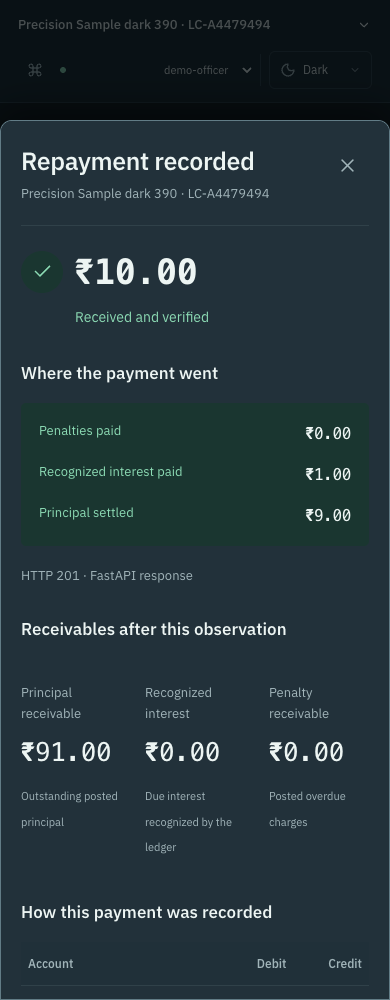 Precision Sample dark 390 · LC-A4479494
⌘ demo-officer Dark
Repayment recorded
Precision Sample dark 390 · LC-A4479494
₹10.00
Received and verified
Where the payment went
Penalties paid ₹0.00
Recognized interest paid ₹1.00
Principal settled ₹9.00
HTTP 201 · FastAPI response
Receivables after this observation
Principal receivable
₹91.00
Outstanding posted principal
Recognized interest
₹0.00
Due interest recognized by the ledger
Penalty receivable
₹0.00
Posted overdue charges
How this payment was recorded
Account Debit Credit